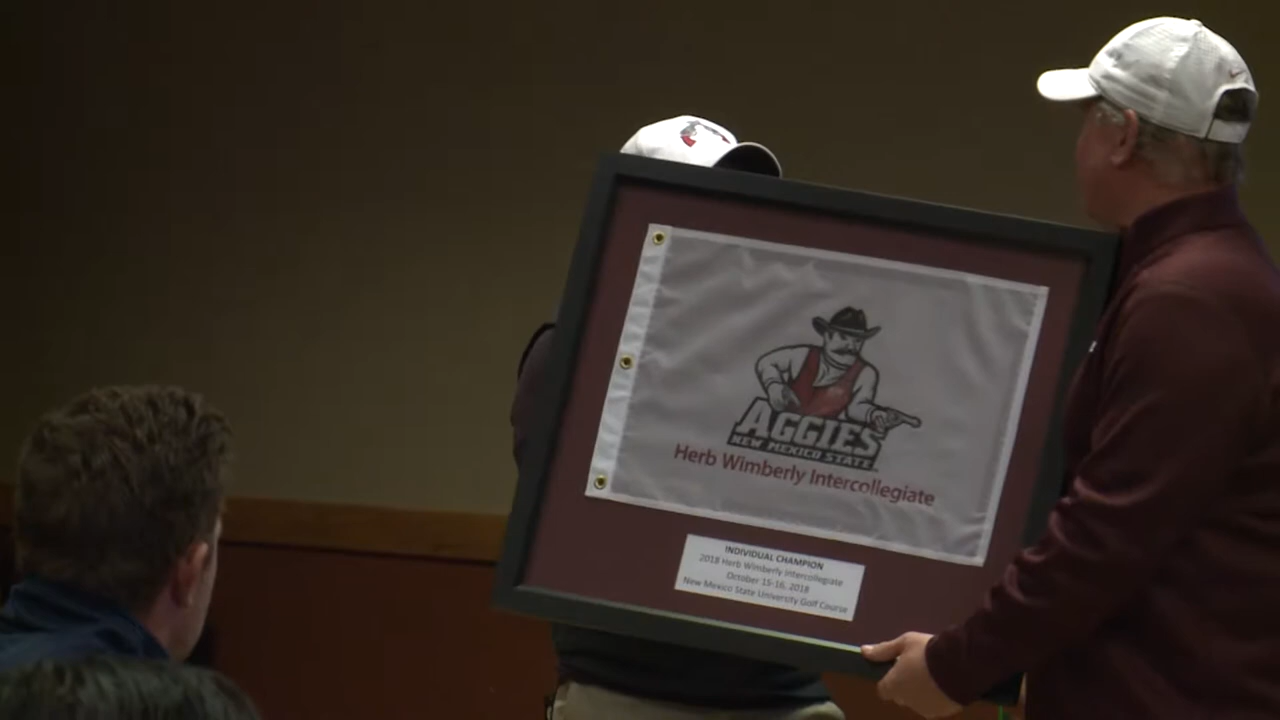 AGGIES
NEW MEXICO STATE
Herb Wimberly Intercollegiate
INDIVIDUAL CHAMPION
2018 Herb Wimberly Intercollegiate
October 15-16, 2018
New Mexico State University Golf Course